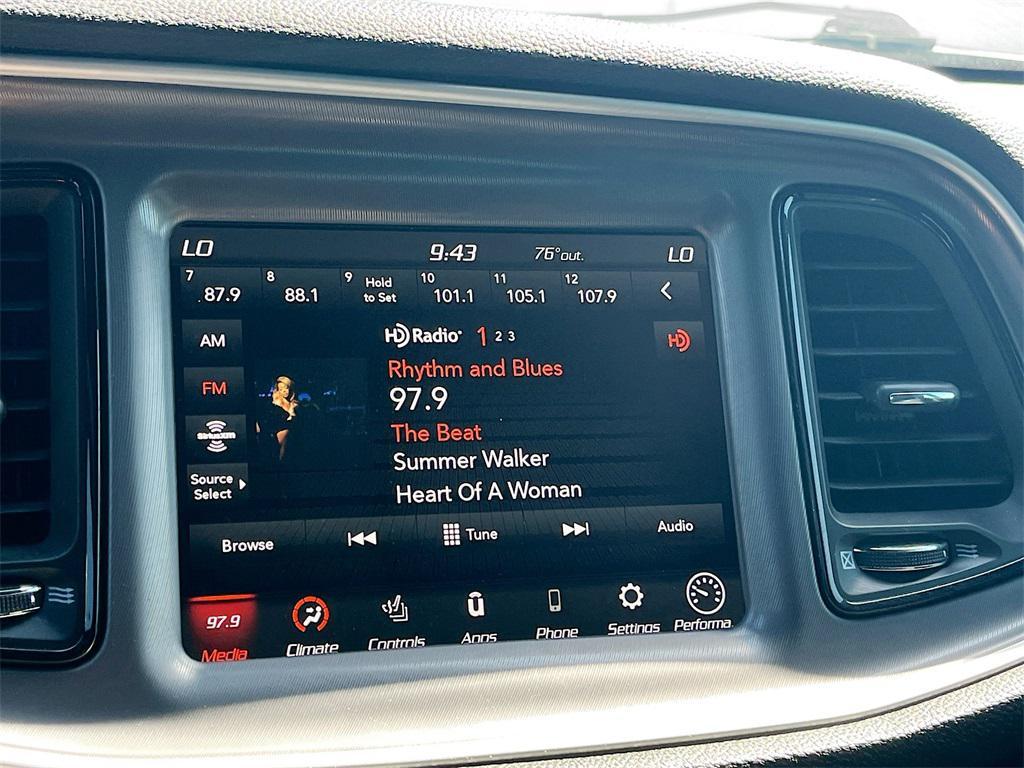 LO 9:43 76° out. LO
7 87.9 8 88.1 9 Hold to Set 10 101.1 11 105.1 12 107.9
AM
HD Radio 1 2 3
HD
Rhythm and Blues
FM
97.9
The Beat
SiriusXM
Summer Walker
Source Select
Heart Of A Woman
Browse Tune Audio
97.9
Media Climate Controls Apps Phone Settings Performa